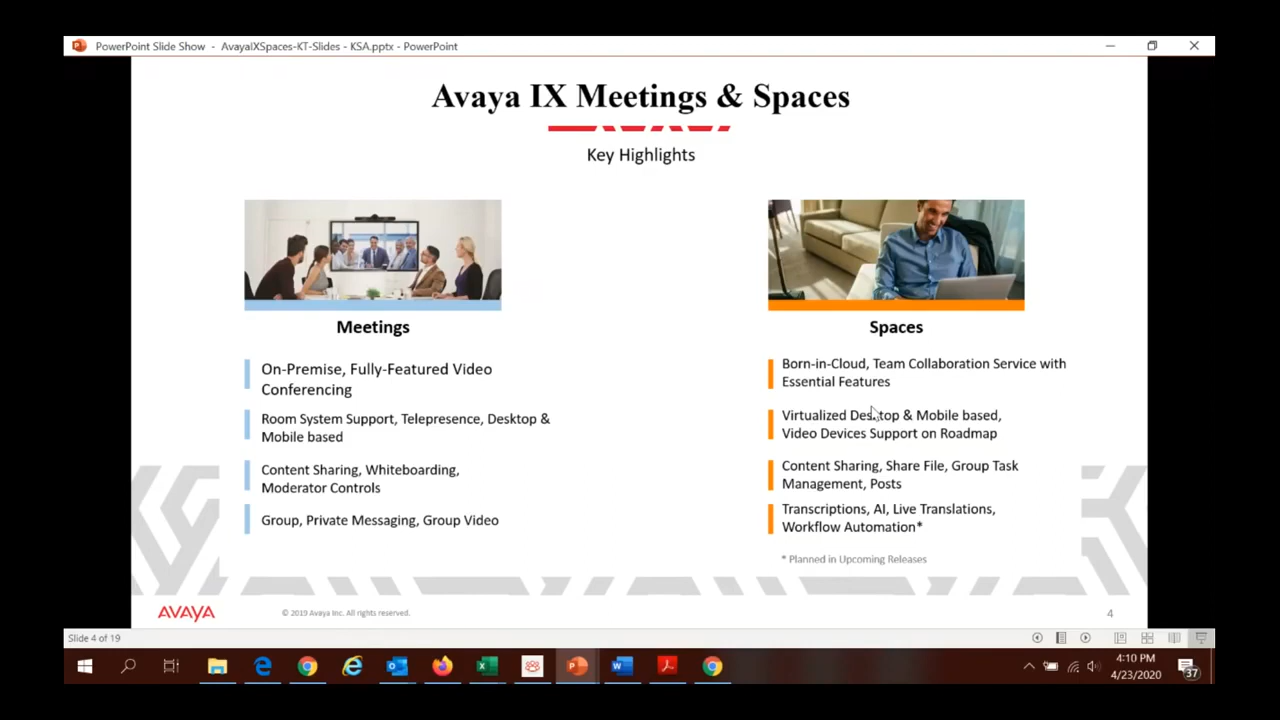 PowerPoint Slide Show - AvayaIXSpaces-KT-Slides - KSA.pptx - PowerPoint
Avaya IX Meetings & Spaces
Key Highlights
Meetings
On-Premise, Fully-Featured Video
Conferencing
Room System Support, Telepresence, Desktop &
Mobile based
Content Sharing, Whiteboarding,
Moderator Controls
Group, Private Messaging, Group Video
Spaces
Born-in-Cloud, Team Collaboration Service with
Essential Features
Virtualized Desktop & Mobile based,
Video Devices Support on Roadmap
Content Sharing, Share File, Group Task
Management, Posts
Transcriptions, AI, Live Translations,
Workflow Automation*
* Planned in Upcoming Releases
AVAYA
© 2019 Avaya Inc. All rights reserved.
4
Slide 4 of 19
4:10 PM
4/23/2020
37